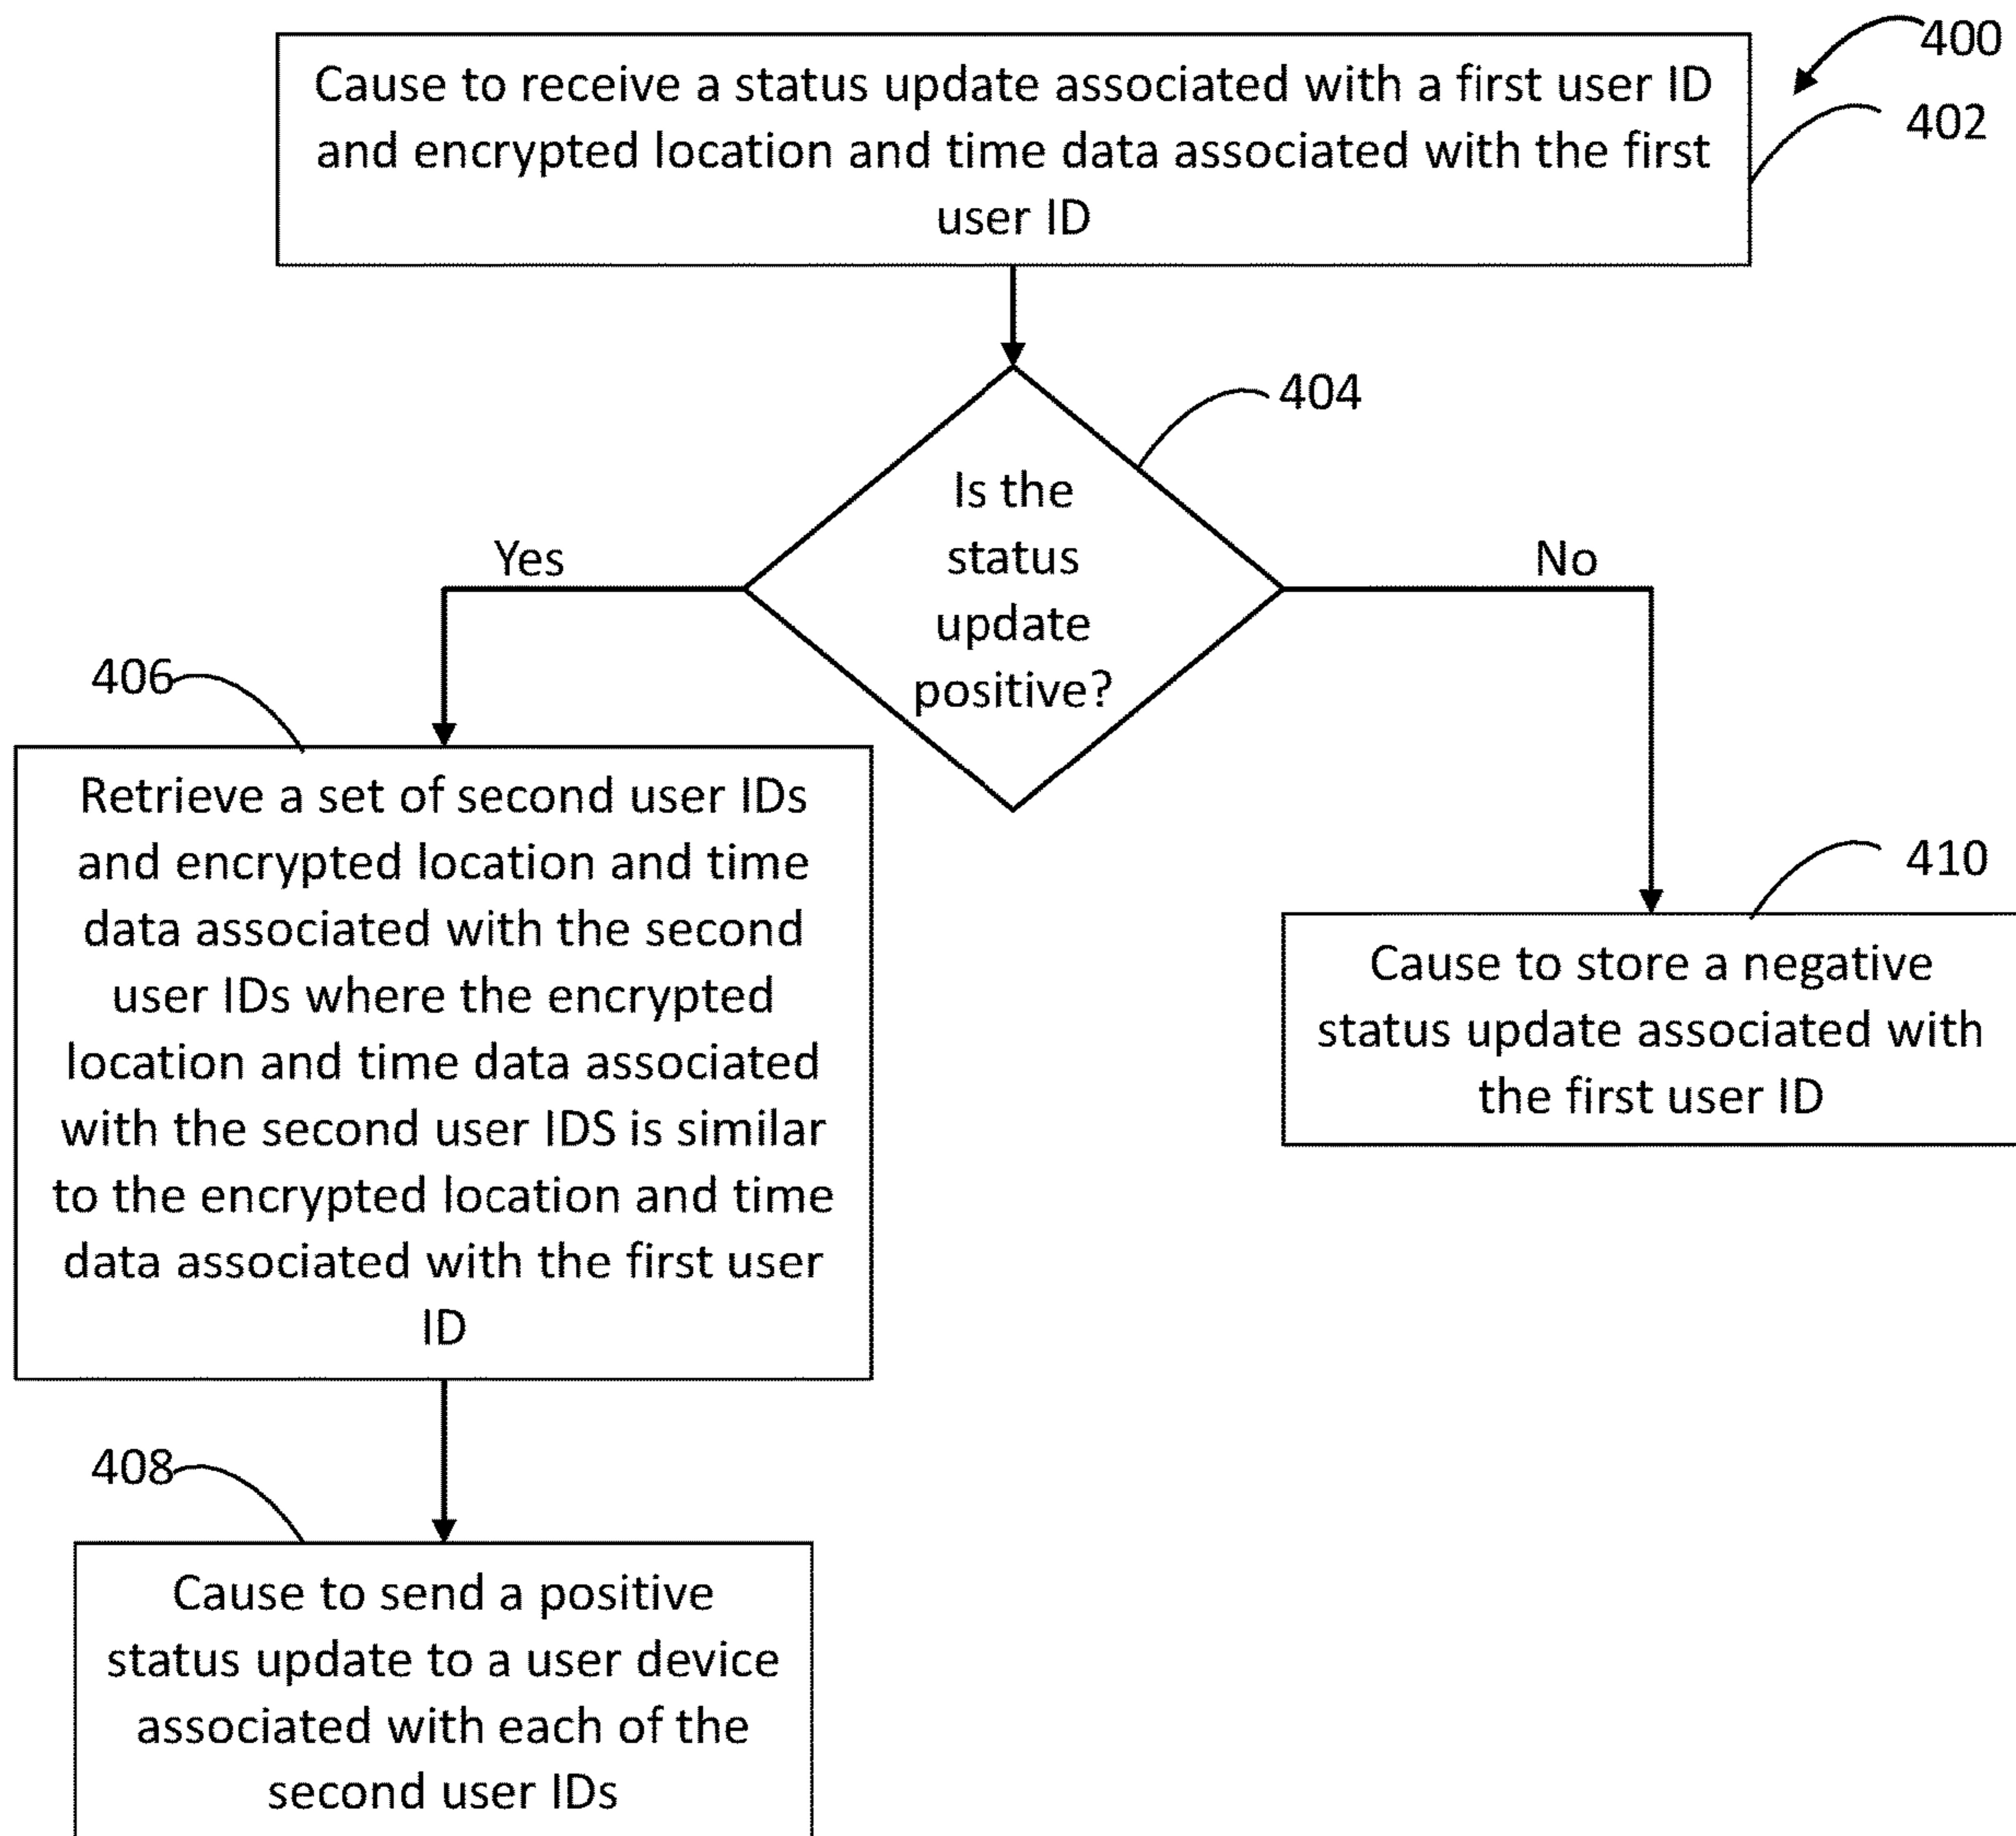 400
Cause to receive a status update associated with a first user ID
and encrypted location and time data associated with the first
user ID
402
404
Is the
status
update
positive?
Yes
No
406
Retrieve a set of second user IDs
and encrypted location and time
data associated with the second
user IDs where the encrypted
location and time data associated
with the second user IDS is similar
to the encrypted location and time
data associated with the first user
ID
410
Cause to store a negative
status update associated with
the first user ID
408
Cause to send a positive
status update to a user device
associated with each of the
second user IDs